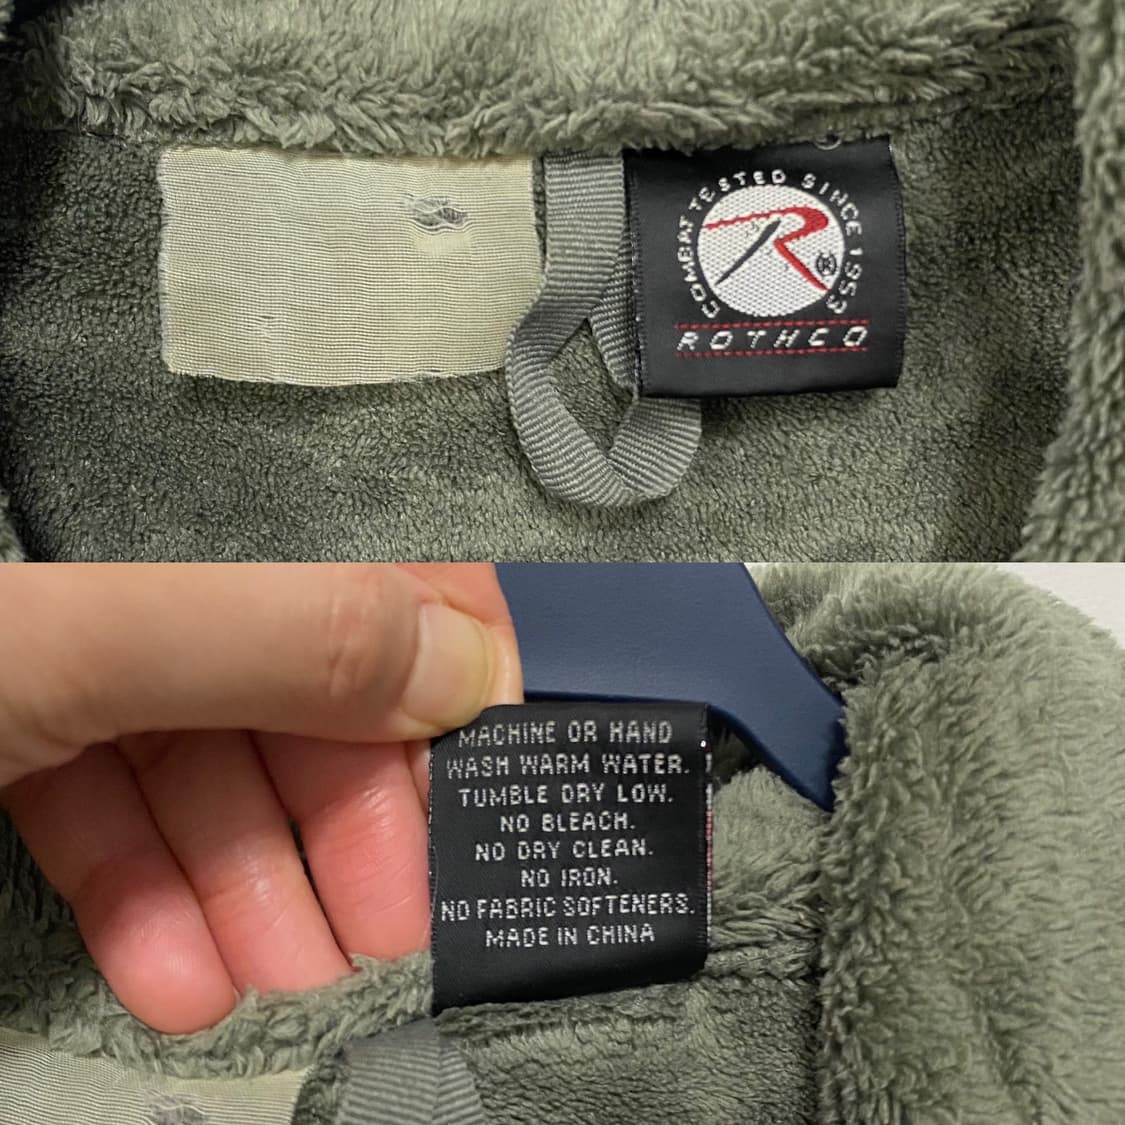 COMBAT TESTED SINCE 1953
R®
ROTHCO
MACHINE OR HAND
WASH WARM WATER.
TUMBLE DRY LOW.
NO BLEACH.
NO DRY CLEAN.
NO IRON.
NO FABRIC SOFTENERS.
MADE IN CHINA